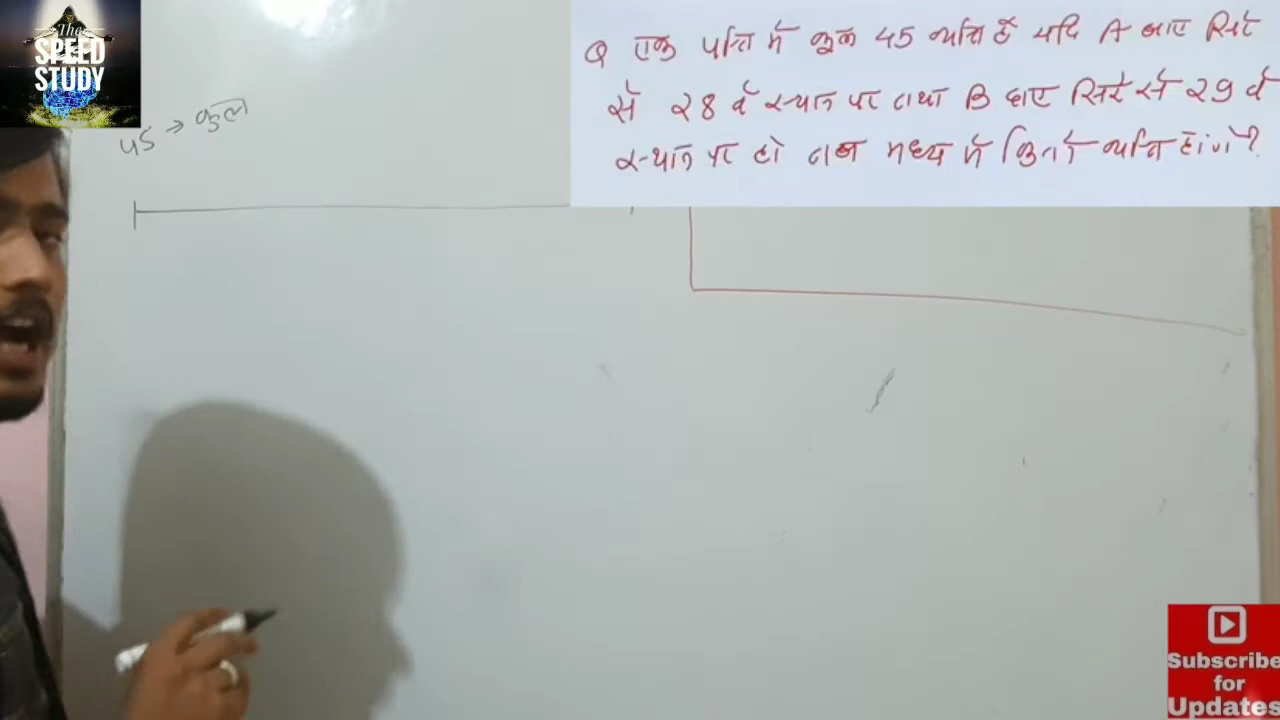 The
SPEED
STUDY
Q एक पंक्ति में कुल 45 व्यक्ति हैं यदि A बाए सिरे
से 28 वें स्थान पर तथा B दाए सिरे से 29 वें
स्थान पर हो तब मध्य में कितने व्यक्ति होंगे?
45 → कुल
Subscribe
for
Updates